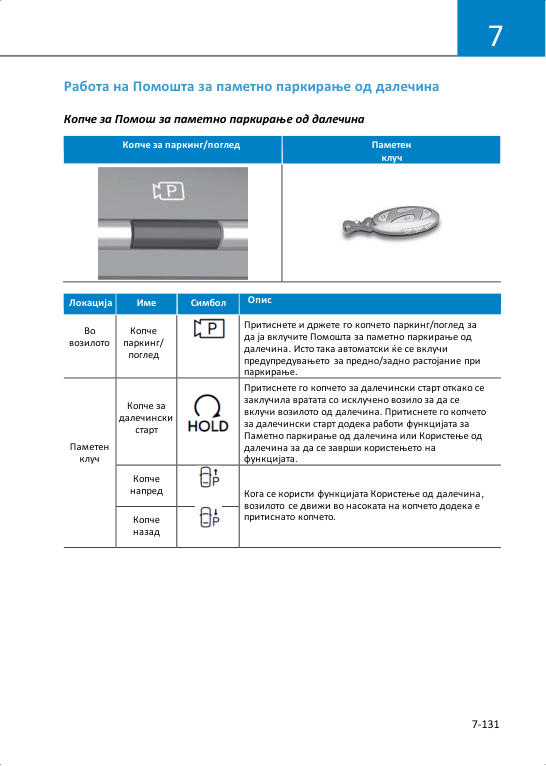 7
Работа на Помошта за паметно паркирање од далечина
Копче за Помош за паметно паркирање од далечина
Копче за паркинг/поглед
Паметен
клуч
P
Локација Име Симбол Опис
Во
возилото
Копче
паркинг/
поглед
P
Притиснете и држете го копчето паркинг/поглед за
да ја вклучите Помошта за паметно паркирање од
далечина. Исто така автоматски ќе се вклучи
предупредувањето за предно/задно растојание при
паркирање.
Паметен
клуч
Копче за
далечински
старт
HOLD
Притиснете го копчето за далечински старт откако се
заклучила вратата со исклучено возило за да се
вклучи возилото од далечина. Притиснете го копчето
за далечински старт додека работи функцијата за
Паметно паркирање од далечина или Користење од
далечина за да се заврши користењето на
функцијата.
Копче
напред
P
Кога се користи функцијата Користење од далечина,
возилото се движи во насоката на копчето додека е
притиснато копчето.
Копче
назад
P
7-131